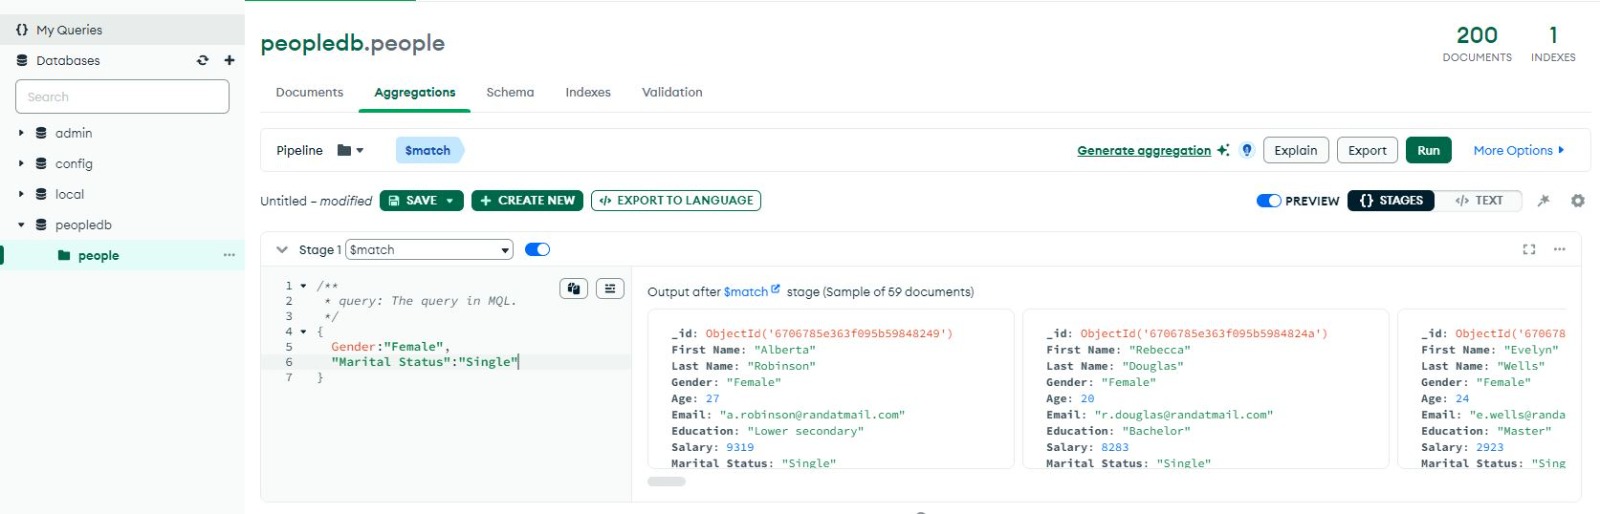 My Queries
Databases
Search
admin
config
local
peopledb
people
peopledb.people
200
DOCUMENTS
1
INDEXES
Documents Aggregations Schema Indexes Validation
Pipeline $match Generate aggregation Explain Export Run More Options
Untitled – modified SAVE + CREATE NEW </> EXPORT TO LANGUAGE PREVIEW {} STAGES </> TEXT
Stage 1 $match
1 /**
2 * query: The query in MQL.
3 */
4 {
5 Gender:"Female",
6 "Marital Status":"Single"
7 }
Output after $match stage (Sample of 59 documents)
_id: ObjectId('6706785e363f095b59848249')
First Name: "Alberta"
Last Name: "Robinson"
Gender: "Female"
Age: 27
Email: "a.robinson@randatmail.com"
Education: "Lower secondary"
Salary: 9319
Marital Status: "Single"
_id: ObjectId('6706785e363f095b5984824a')
First Name: "Rebecca"
Last Name: "Douglas"
Gender: "Female"
Age: 20
Email: "r.douglas@randatmail.com"
Education: "Bachelor"
Salary: 8283
Marital Status: "Single"
_id: ObjectId('670678
First Name: "Evelyn"
Last Name: "Wells"
Gender: "Female"
Age: 24
Email: "e.wells@randa
Education: "Master"
Salary: 2923
Marital Status: "Sing